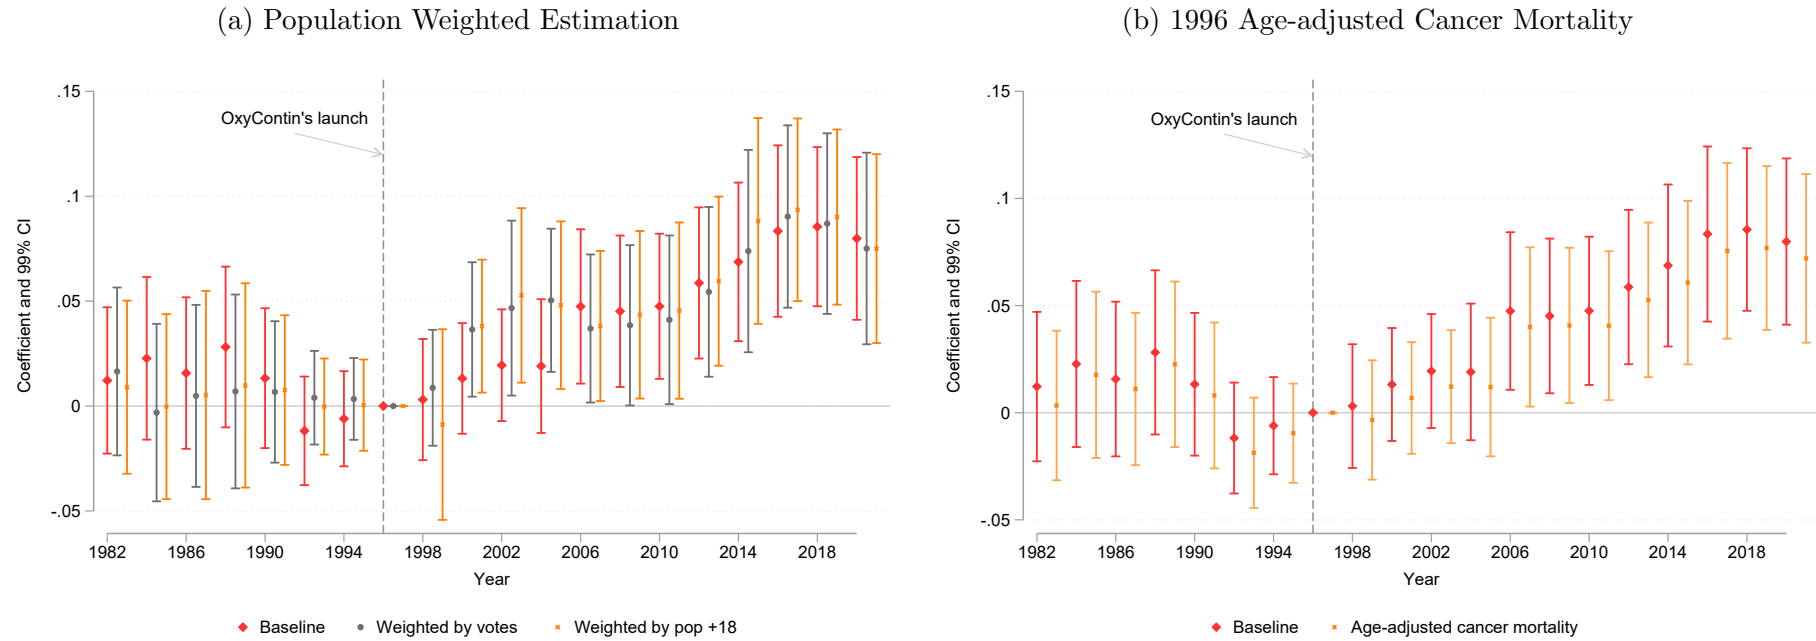 (a) Population Weighted Estimation
.15
.1
.05
0
-.05
Coefficient and 99% CI
OxyContin's launch
1982 1986 1990 1994 1998 2002 2006 2010 2014 2018
Year
Baseline Weighted by votes Weighted by pop +18
(b) 1996 Age-adjusted Cancer Mortality
.15
.1
.05
0
-.05
Coefficient and 99% CI
OxyContin's launch
1982 1986 1990 1994 1998 2002 2006 2010 2014 2018
Year
Baseline Age-adjusted cancer mortality